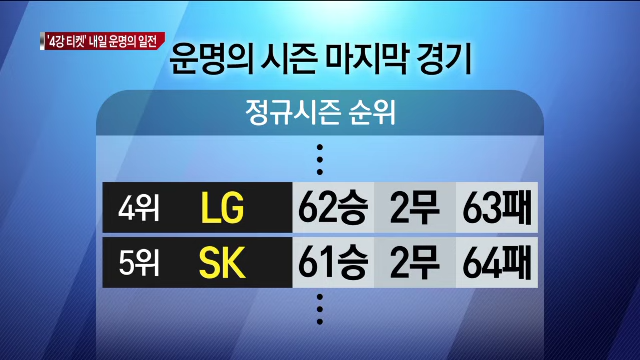 '4강 티켓' 내일 운명의 일전
운명의 시즌 마지막 경기
정규시즌 순위
4위 LG 62승 2무 63패
5위 SK 61승 2무 64패